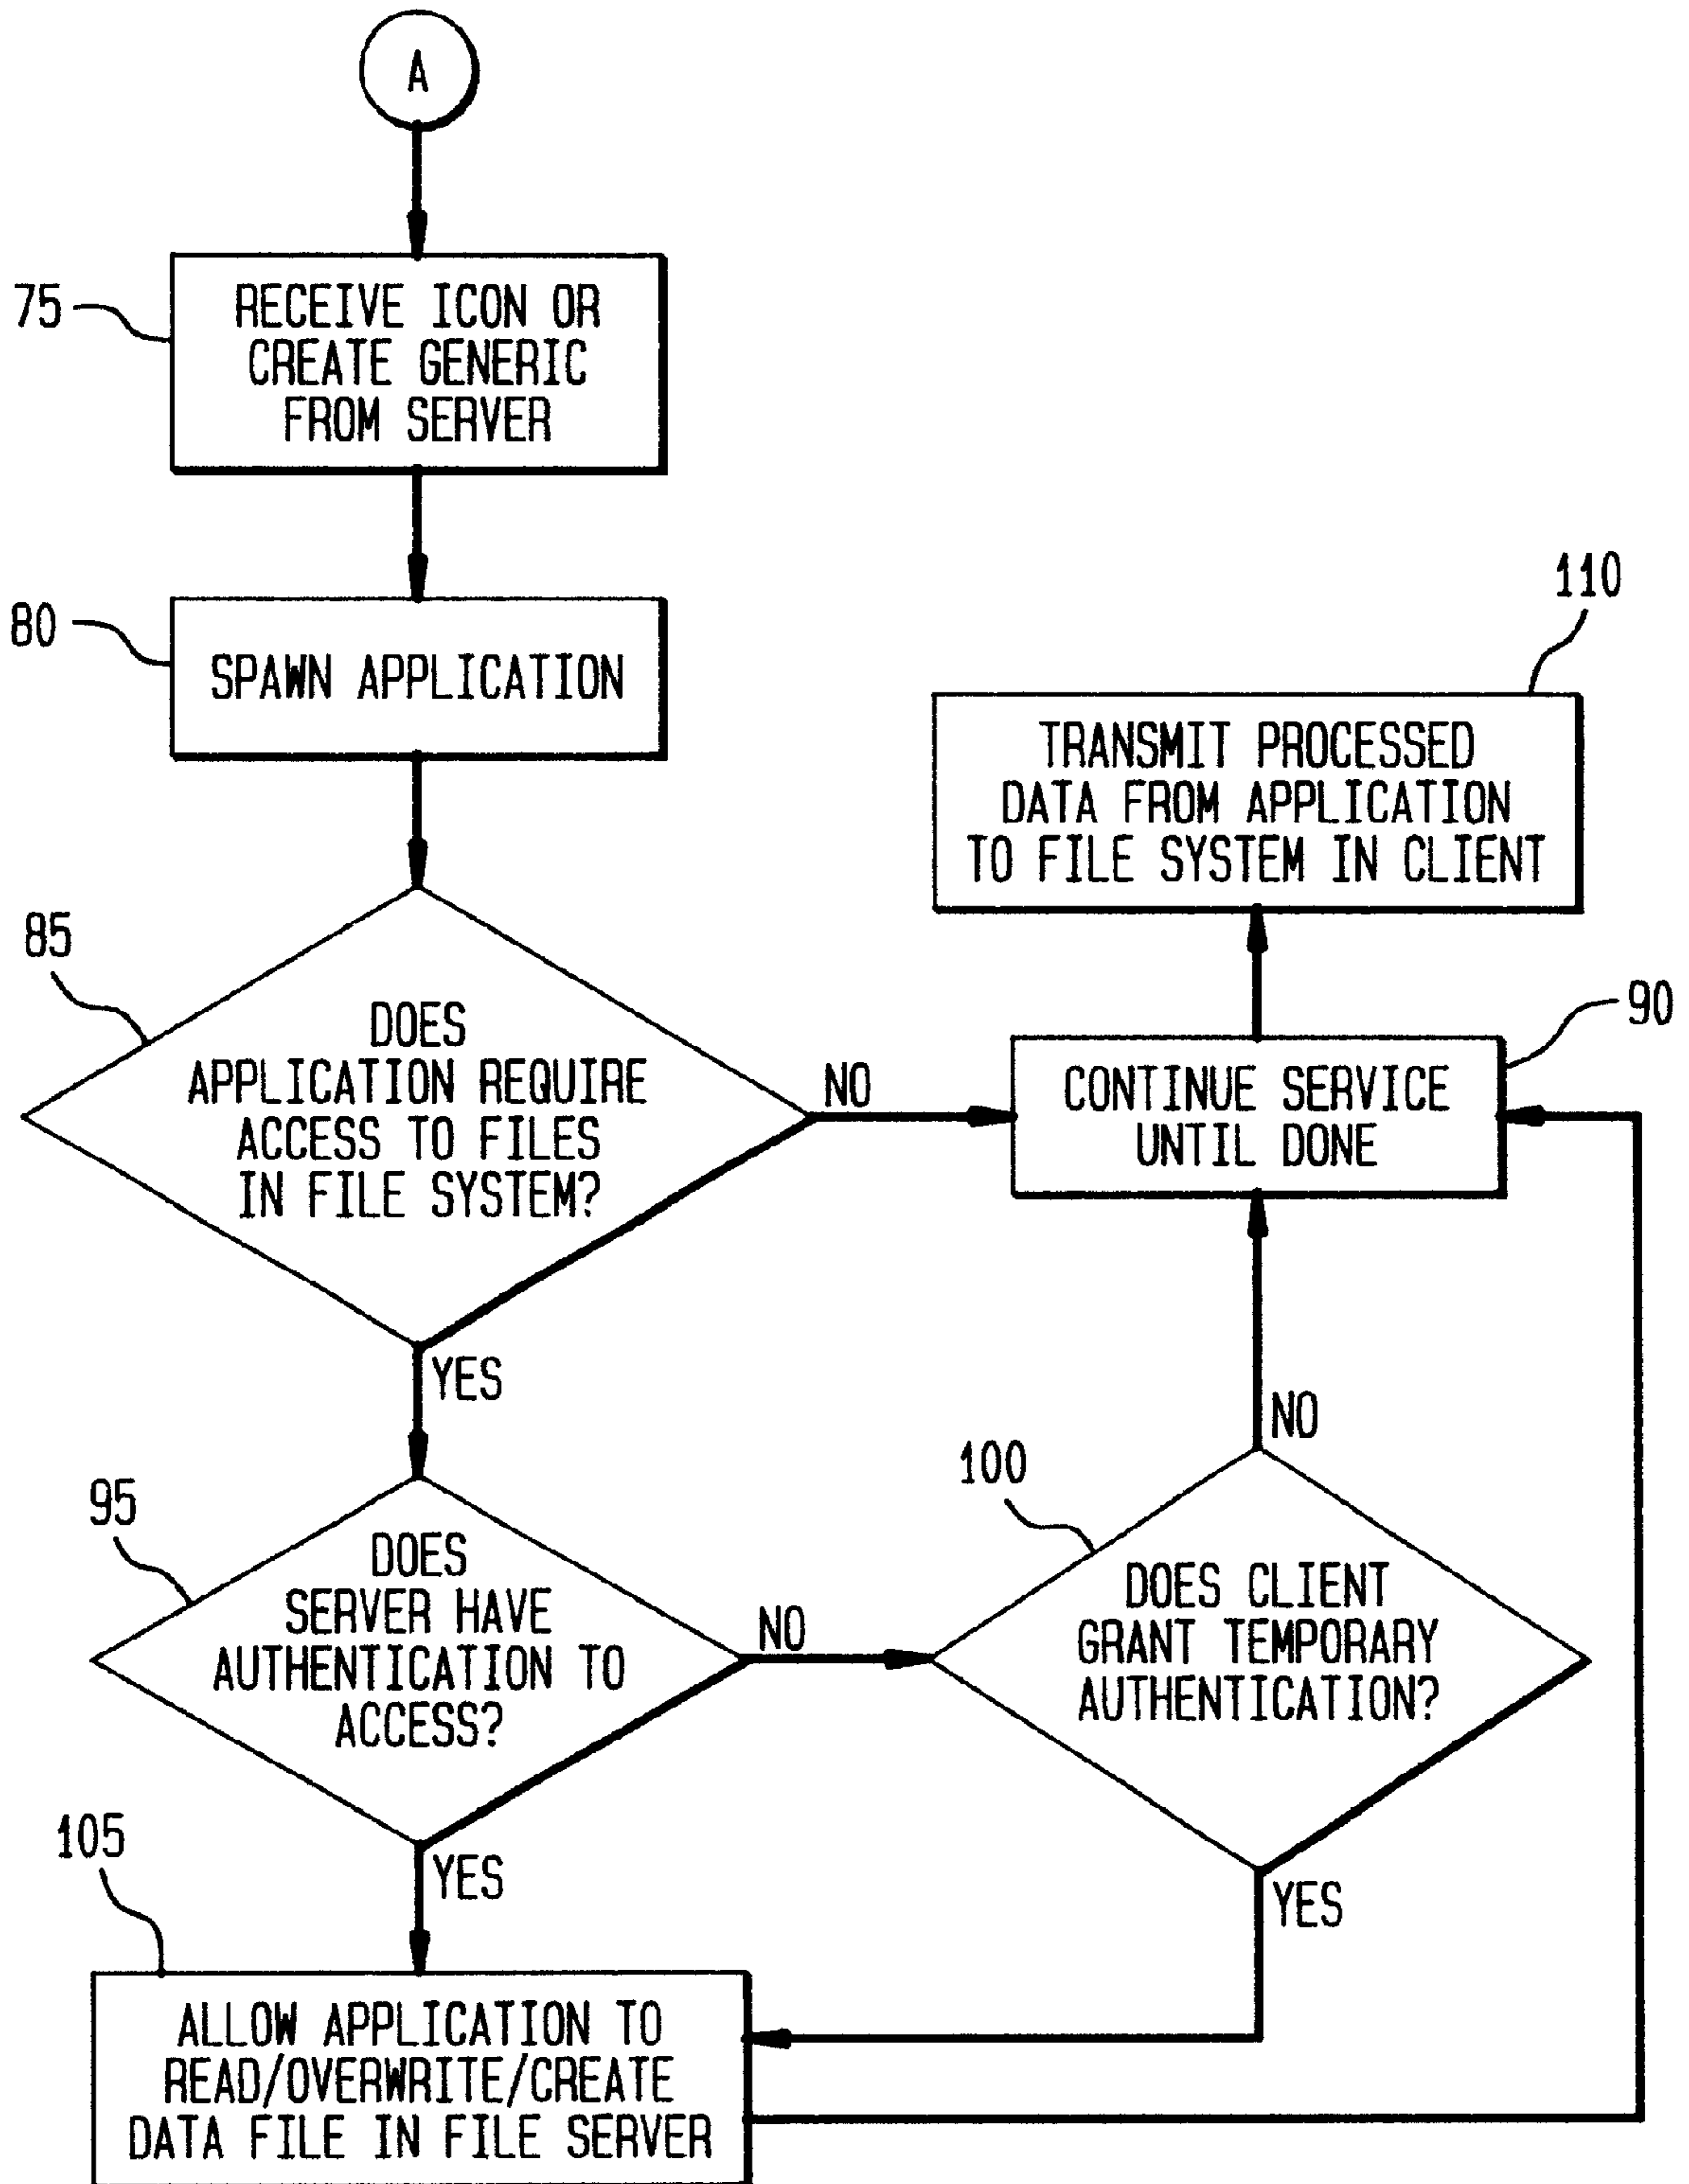 A
75
RECEIVE ICON OR
CREATE GENERIC
FROM SERVER
80
SPAWN APPLICATION
110
TRANSMIT PROCESSED
DATA FROM APPLICATION
TO FILE SYSTEM IN CLIENT
85
DOES
APPLICATION REQUIRE
ACCESS TO FILES
IN FILE SYSTEM?
NO
90
CONTINUE SERVICE
UNTIL DONE
YES
95
DOES
SERVER HAVE
AUTHENTICATION TO
ACCESS?
NO
100
NO
DOES CLIENT
GRANT TEMPORARY
AUTHENTICATION?
YES
105
YES
ALLOW APPLICATION TO
READ/OVERWRITE/CREATE
DATA FILE IN FILE SERVER